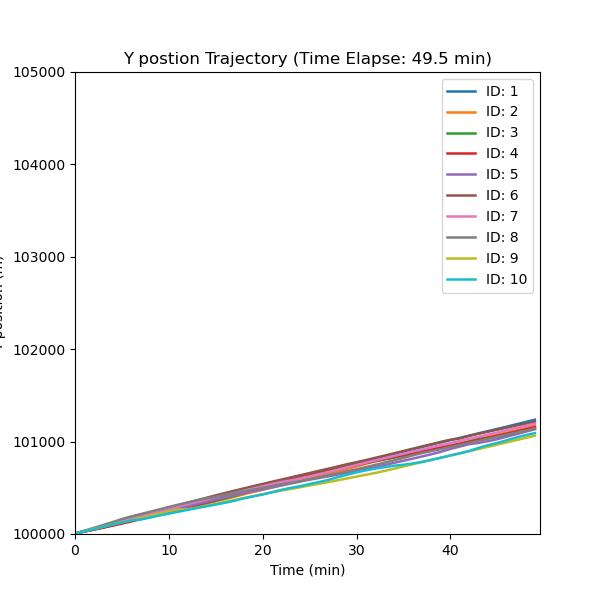 Y postion Trajectory (Time Elapse: 49.5 min)
105000
104000
103000
102000
101000
100000
0
10
20
30
40
Time (min)
ID: 1
ID: 2
ID: 3
ID: 4
ID: 5
ID: 6
ID: 7
ID: 8
ID: 9
ID: 10